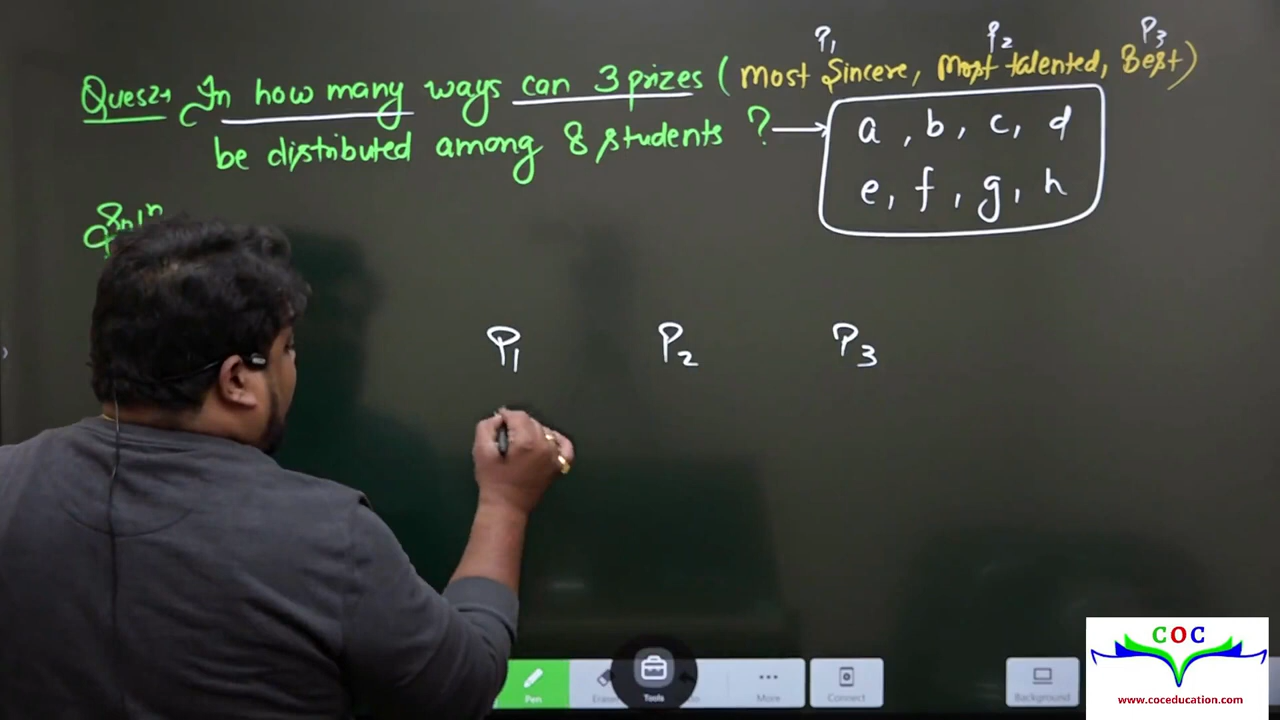 P1 P2 P3
Ques2→ In how many ways can 3 prizes (Most Sincere, Most talented, Best)
be distributed among 8 students ? →
a, b, c, d
e, f, g, h
Soln
P1 P2 P3
Pen
Tools
More
Connect
Background
COC
www.coceducation.com